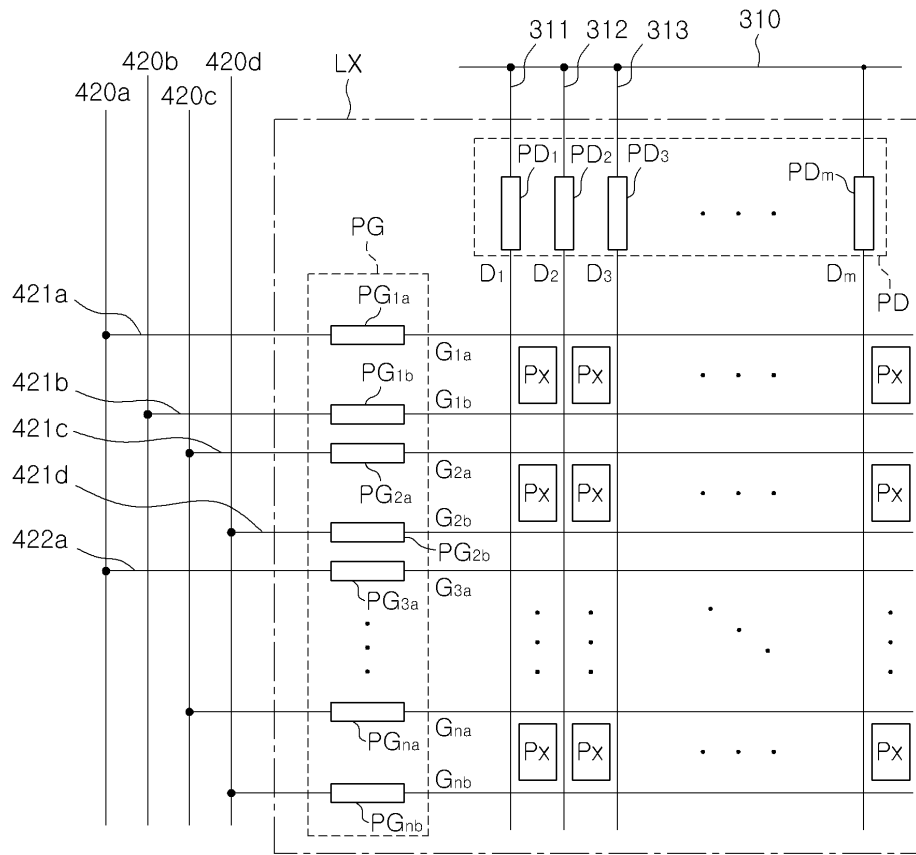 311 312 313 310
420b 420d LX
420a 420c
PD1 PD2 PD3 PDm
PG
D1 D2 D3 Dm
PD
421a PG1a
G1a
Px Px Px
PG1b
421b G1b
421c
PG2a G2a
421d Px Px Px
G2b
422a PG2b
PG3a G3a
Gna
PGna Px Px Px
Gnb
PGnb